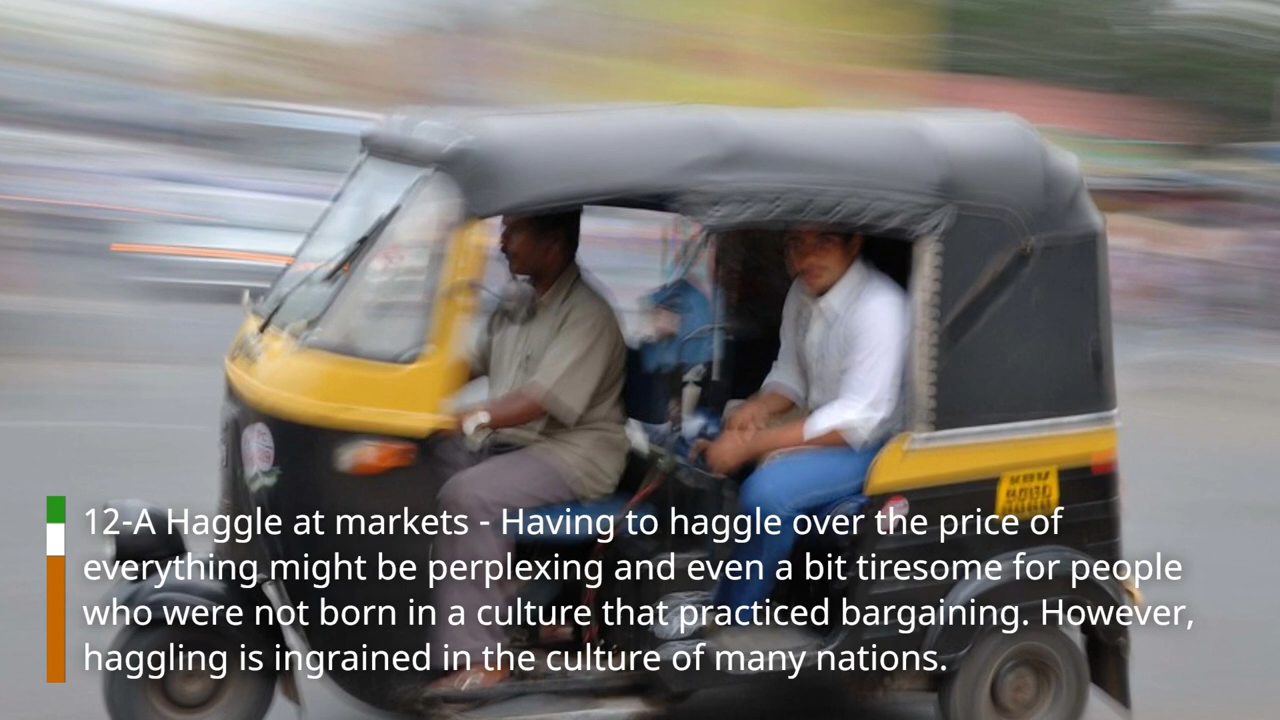 12-A Haggle at markets - Having to haggle over the price of
everything might be perplexing and even a bit tiresome for people
who were not born in a culture that practiced bargaining. However,
haggling is ingrained in the culture of many nations.